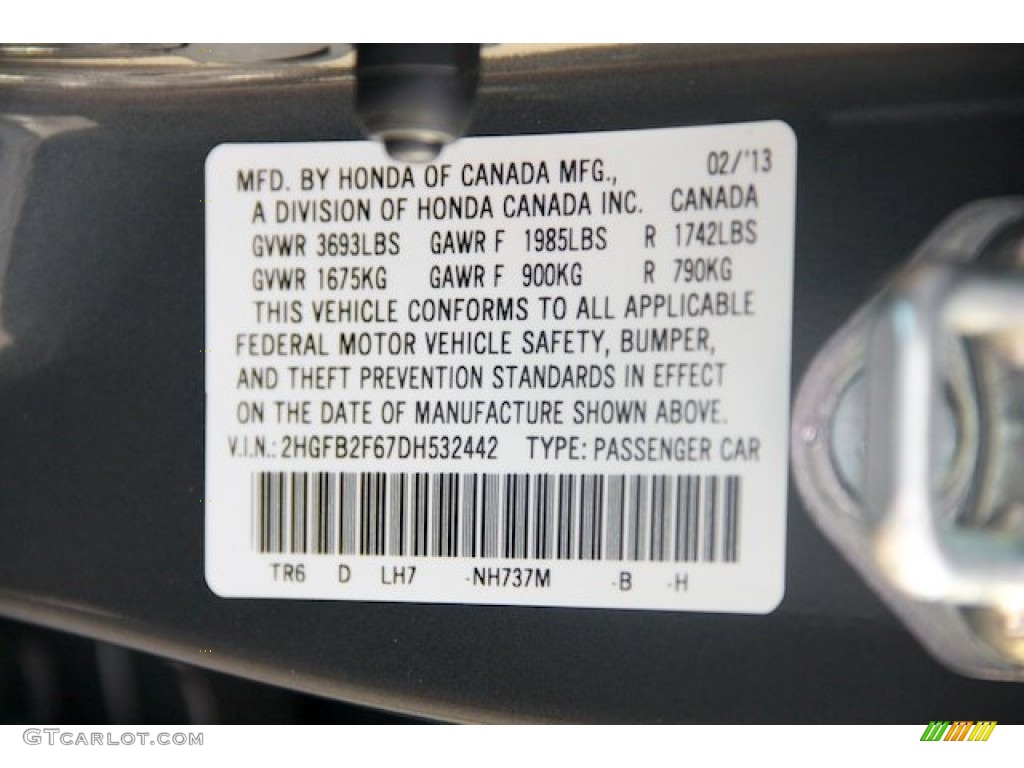 MFD. BY HONDA OF CANADA MFG., 02/'13
A DIVISION OF HONDA CANADA INC. CANADA
GVWR 3693LBS GAWR F 1985LBS R 1742LBS
GVWR 1675KG GAWR F 900KG R 790KG
THIS VEHICLE CONFORMS TO ALL APPLICABLE
FEDERAL MOTOR VEHICLE SAFETY, BUMPER,
AND THEFT PREVENTION STANDARDS IN EFFECT
ON THE DATE OF MANUFACTURE SHOWN ABOVE.
V.I.N.: 2HGFB2F67DH532442 TYPE: PASSENGER CAR
TR6 D LH7 -NH737M -B -H
GTCARLOT.COM